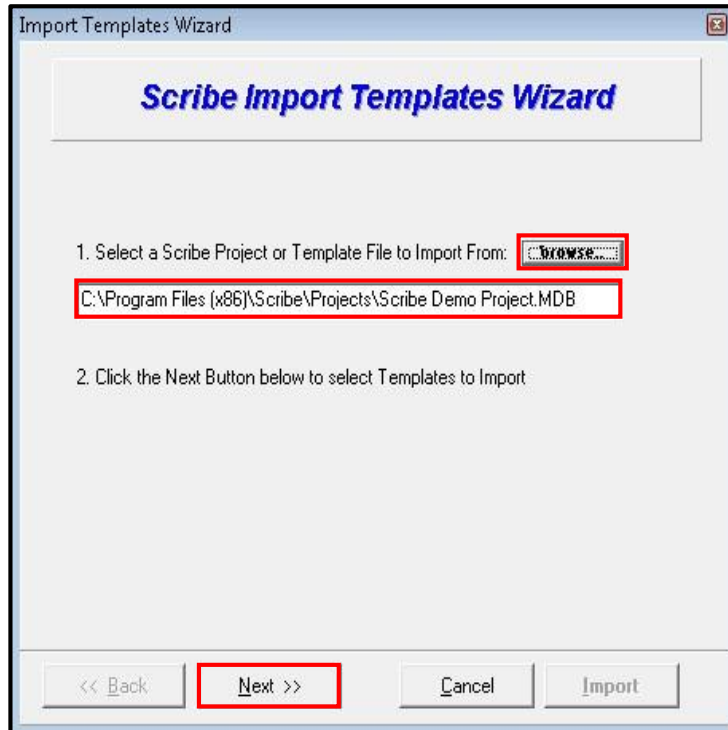 Import Templates Wizard
Scribe Import Templates Wizard
1. Select a Scribe Project or Template File to Import From: browse...
C:\Program Files (x86)\Scribe\Projects\Scribe Demo Project.MDB
2. Click the Next Button below to select Templates to Import
<< Back Next >> Cancel Import